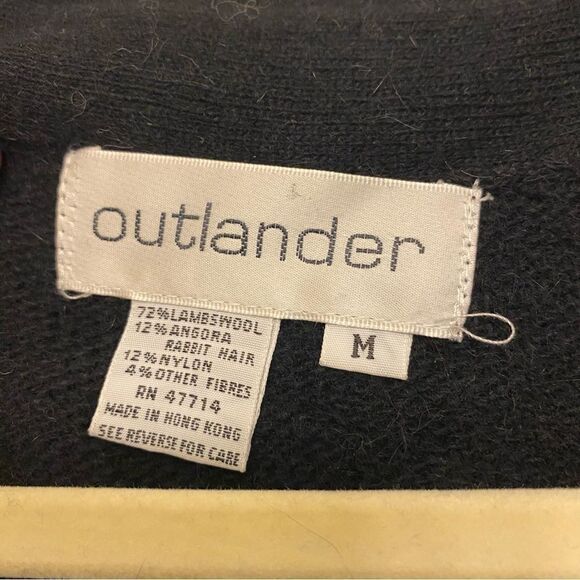 outlander
72%LAMBSWOOL
12%ANGORA
RABBIT HAIR
12%NYLON
4%OTHER FIBRES
RN 47714
MADE IN HONG KONG
SEE REVERSE FOR CARE
M